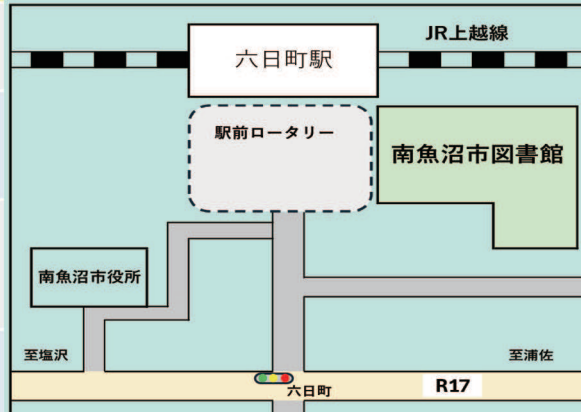 JR上越線
六日町駅
駅前ロータリー
南魚沼市図書館
南魚沼市役所
至塩沢
至浦佐
六日町
R17